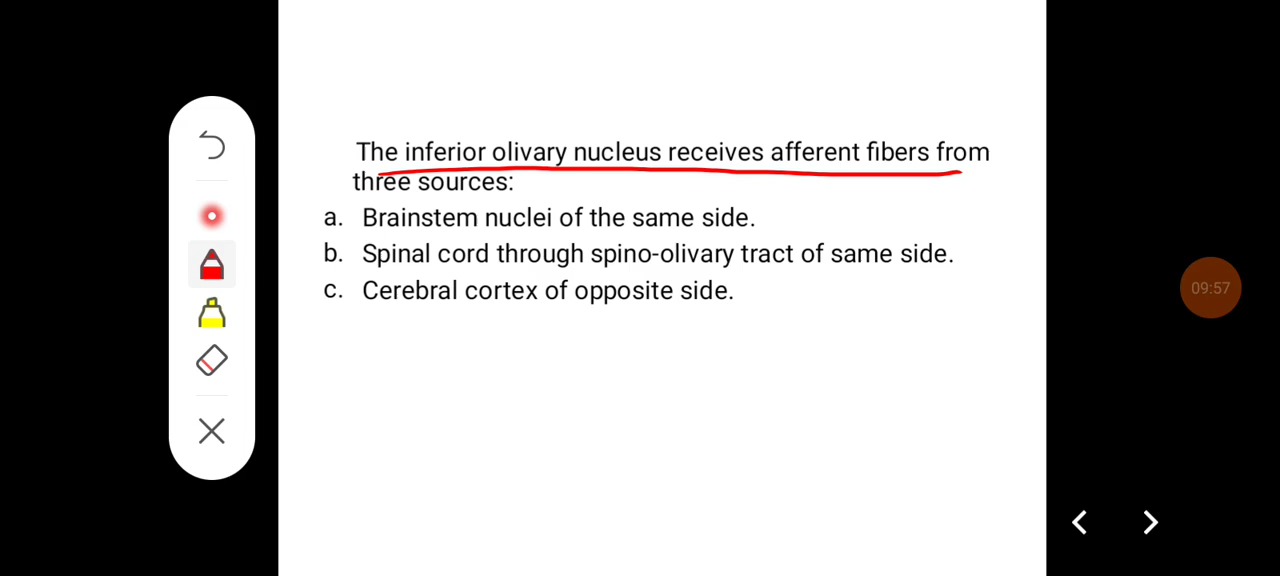 The inferior olivary nucleus receives afferent fibers from
three sources:
a. Brainstem nuclei of the same side.
b. Spinal cord through spino-olivary tract of same side.
c. Cerebral cortex of opposite side.
09:57